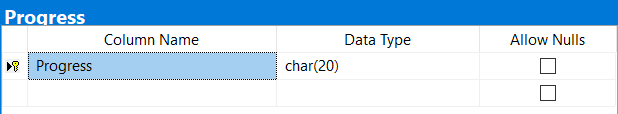 Progress
Column Name Data Type Allow Nulls
Progress char(20)